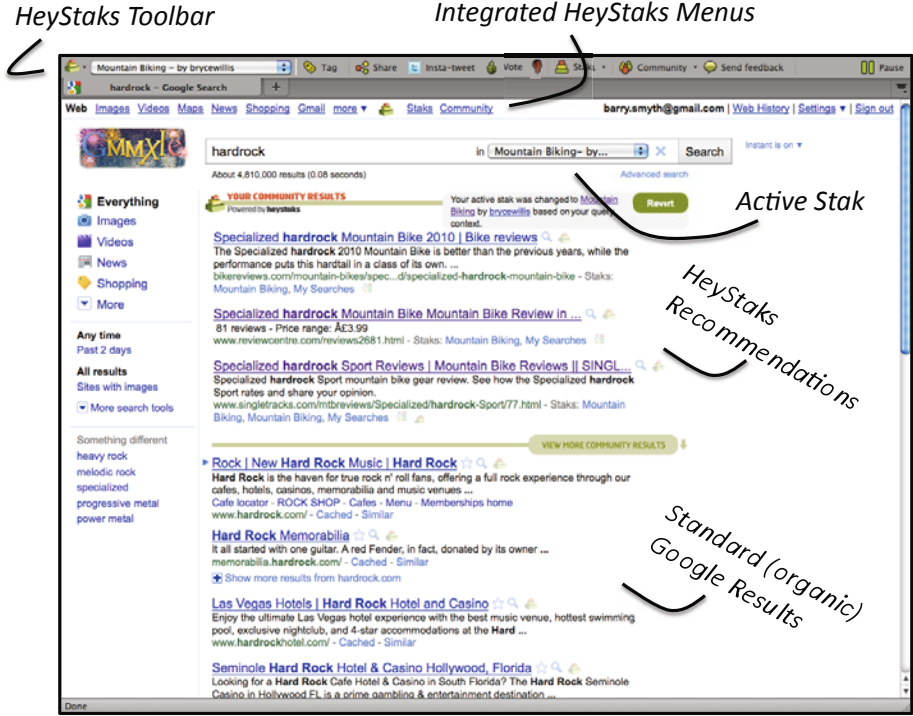 HeyStaks Toolbar
Integrated HeyStaks Menus
Mountain Biking – by brycewillis
Tag Share Insta-tweet Vote Staks Community Send feedback Pause
hardrock – Google Search
Web Images Videos Maps News Shopping Gmail more Staks Community barry.smyth@gmail.com | Web History | Settings | Sign out
GMMXIC
hardrock in Mountain Biking– by... Search Instant is on
About 4,810,000 results (0.08 seconds) Advanced search
Active Stak
YOUR COMMUNITY RESULTS
Powered by heystaks
Your active stak was changed to Mountain
Biking by brycewillis based on your query
context.
Revert
Everything
Images
Videos
News
Shopping
More
Any time
Past 2 days
All results
Sites with images
More search tools
Something different
heavy rock
melodic rock
specialized
progressive metal
power metal
Specialized hardrock Mountain Bike 2010 | Bike reviews
The Specialized hardrock 2010 Mountain Bike is better than the previous years, while the
performance puts this hardtail in a class of its own. ...
bikereviews.com/mountain-bikes/spec...d/specialized-hardrock-mountain-bike - Staks:
Mountain Biking, My Searches
Specialized hardrock Mountain Bike Mountain Bike Review in ...
81 reviews - Price range: Â£3.99
www.reviewcentre.com/reviews2681.html - Staks: Mountain Biking, My Searches
Specialized hardrock Sport Reviews | Mountain Bike Reviews || SINGL...
Specialized hardrock Sport mountain bike gear review. See how the Specialized hardrock
Sport rates and share your opinion.
www.singletracks.com/mtbreviews/Specialized/hardrock-Sport/77.html - Staks: Mountain
Biking, Mountain Biking, My Searches
HeyStaks
Recommendations
VIEW MORE COMMUNITY RESULTS
Rock | New Hard Rock Music | Hard Rock
Hard Rock is the haven for true rock n' roll fans, offering a full rock experience through our
cafes, hotels, casinos, memorabilia and music venues ...
Cafe locator - ROCK SHOP - Cafes - Menu - Memberships home
www.hardrock.com/ - Cached - Similar
Hard Rock Memorabilia
It all started with one guitar. A red Fender, in fact, donated by its owner ...
memorabilia.hardrock.com/ - Cached - Similar
Show more results from hardrock.com
Las Vegas Hotels | Hard Rock Hotel and Casino
Enjoy the ultimate Las Vegas hotel experience with the best music venue, hottest swimming
pool, exclusive nightclub, and 4-star accommodations at the Hard ...
www.hardrockhotel.com/ - Cached - Similar
Seminole Hard Rock Hotel & Casino Hollywood, Florida
Looking for a Hard Rock Cafe Hotel & Casino in South Florida? The Hard Rock Seminole
Casino in Hollywood FL is a prime gambling & entertainment destination ...
Standard (organic)
Google Results
Done